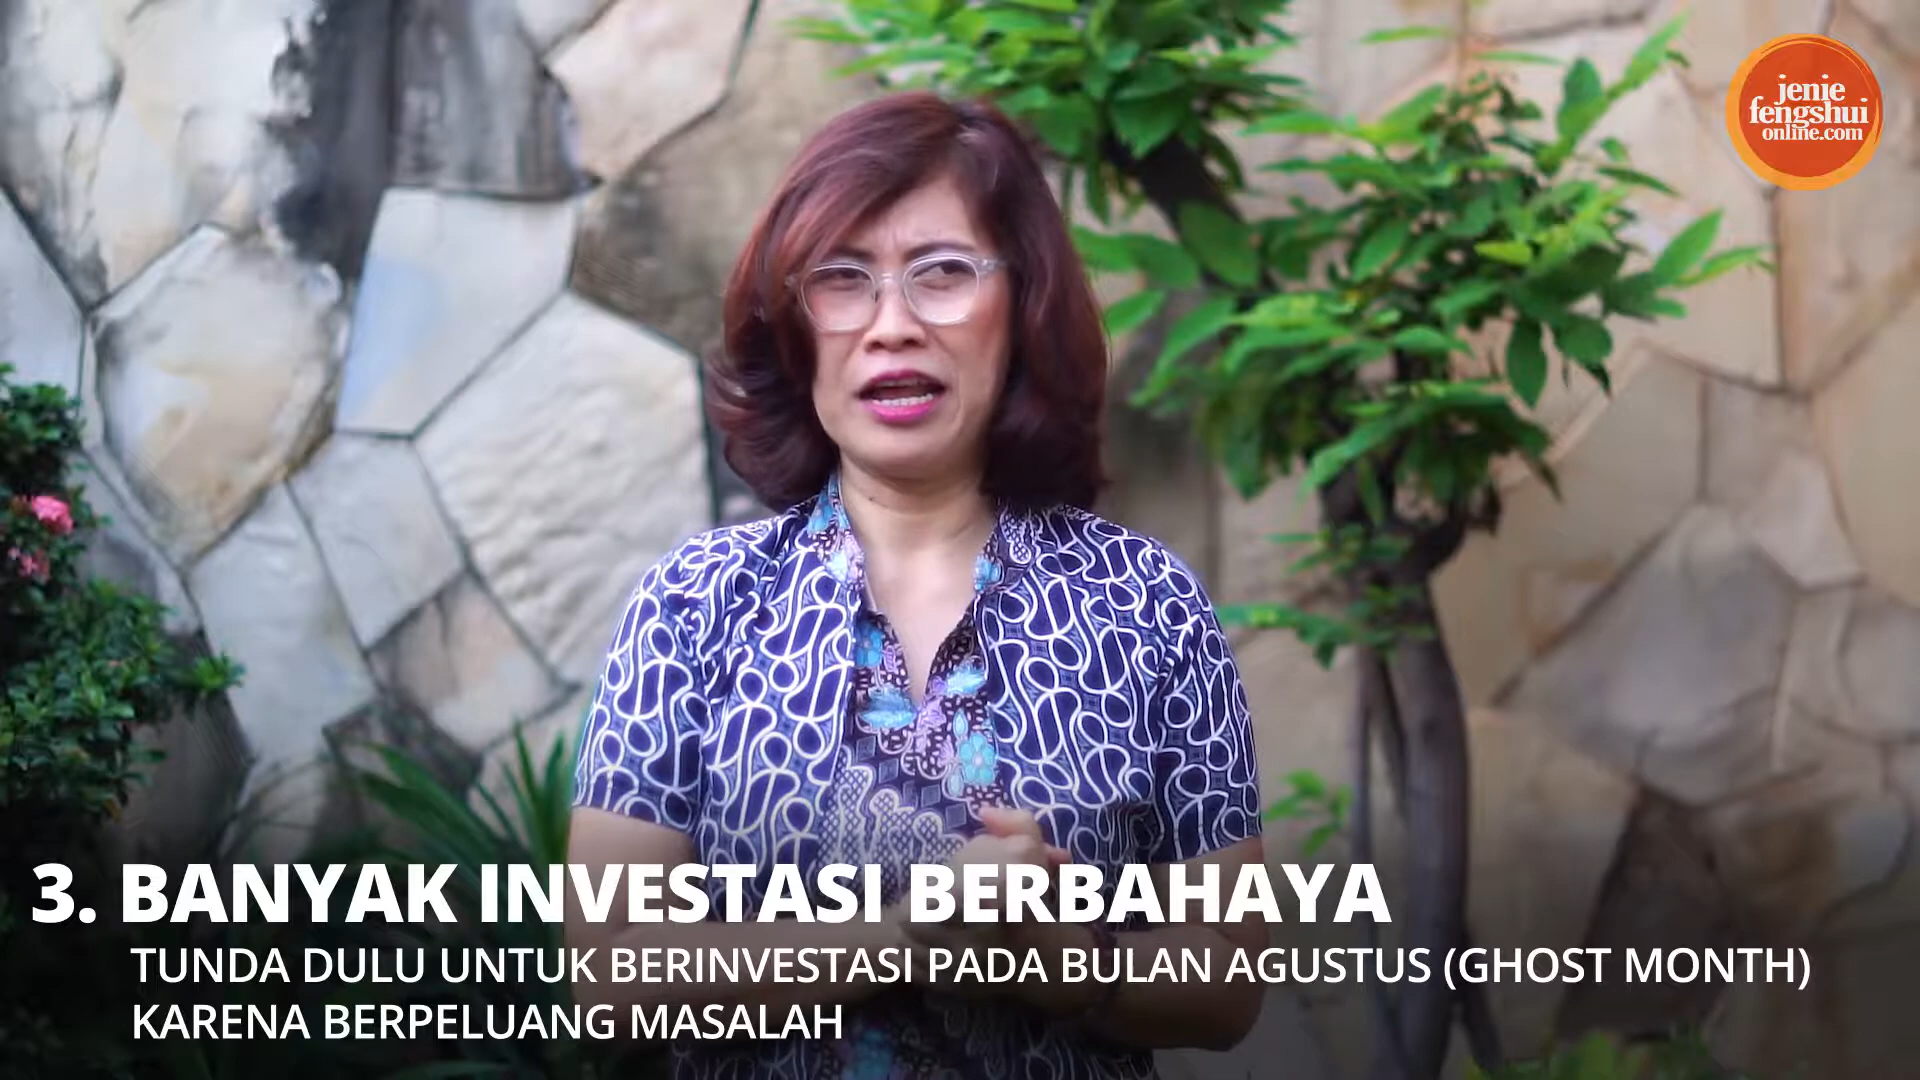 jenie
fengshui
online.com
3. BANYAK INVESTASI BERBAHAYA
TUNDA DULU UNTUK BERINVESTASI PADA BULAN AGUSTUS (GHOST MONTH)
KARENA BERPELUANG MASALAH